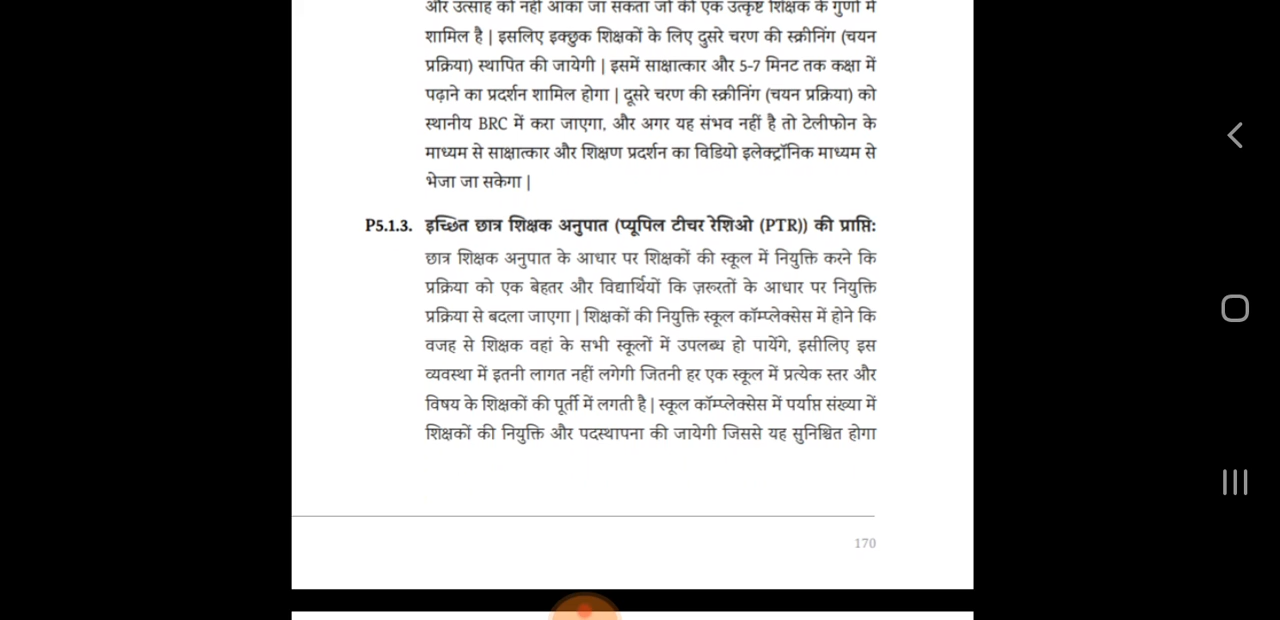 और उत्साह को नहीं आंका जा सकता जो की एक उत्कृष्ट शिक्षक के गुणों में
शामिल है | इसलिए इक्छुक शिक्षकों के लिए दुसरे चरण की स्क्रीनिंग (चयन
प्रक्रिया) स्थापित की जायेगी | इसमें साक्षात्कार और 5-7 मिनट तक कक्षा में
पढ़ाने का प्रदर्शन शामिल होगा | दूसरे चरण की स्क्रीनिंग (चयन प्रक्रिया) को
स्थानीय BRC में करा जाएगा, और अगर यह संभव नहीं है तो टेलीफोन के
माध्यम से साक्षात्कार और शिक्षण प्रदर्शन का विडियो इलेक्ट्रॉनिक माध्यम से
भेजा जा सकेगा |
P5.1.3. इच्छित छात्र शिक्षक अनुपात (प्यूपिल टीचर रेशिओ (PTR)) की प्राप्ति:
छात्र शिक्षक अनुपात के आधार पर शिक्षकों की स्कूल में नियुक्ति करने कि
प्रक्रिया को एक बेहतर और विद्यार्थियों कि ज़रूरतों के आधार पर नियुक्ति
प्रक्रिया से बदला जाएगा | शिक्षकों की नियुक्ति स्कूल कॉम्प्लेक्सेस में होने कि
वजह से शिक्षक वहां के सभी स्कूलों में उपलब्ध हो पायेंगे, इसीलिए इस
व्यवस्था में इतनी लागत नहीं लगेगी जितनी हर एक स्कूल में प्रत्येक स्तर और
विषय के शिक्षकों की पूर्ती में लगती है | स्कूल कॉम्प्लेक्सेस में पर्याप्त संख्या में
शिक्षकों की नियुक्ति और पदस्थापना की जायेगी जिससे यह सुनिश्चित होगा
170